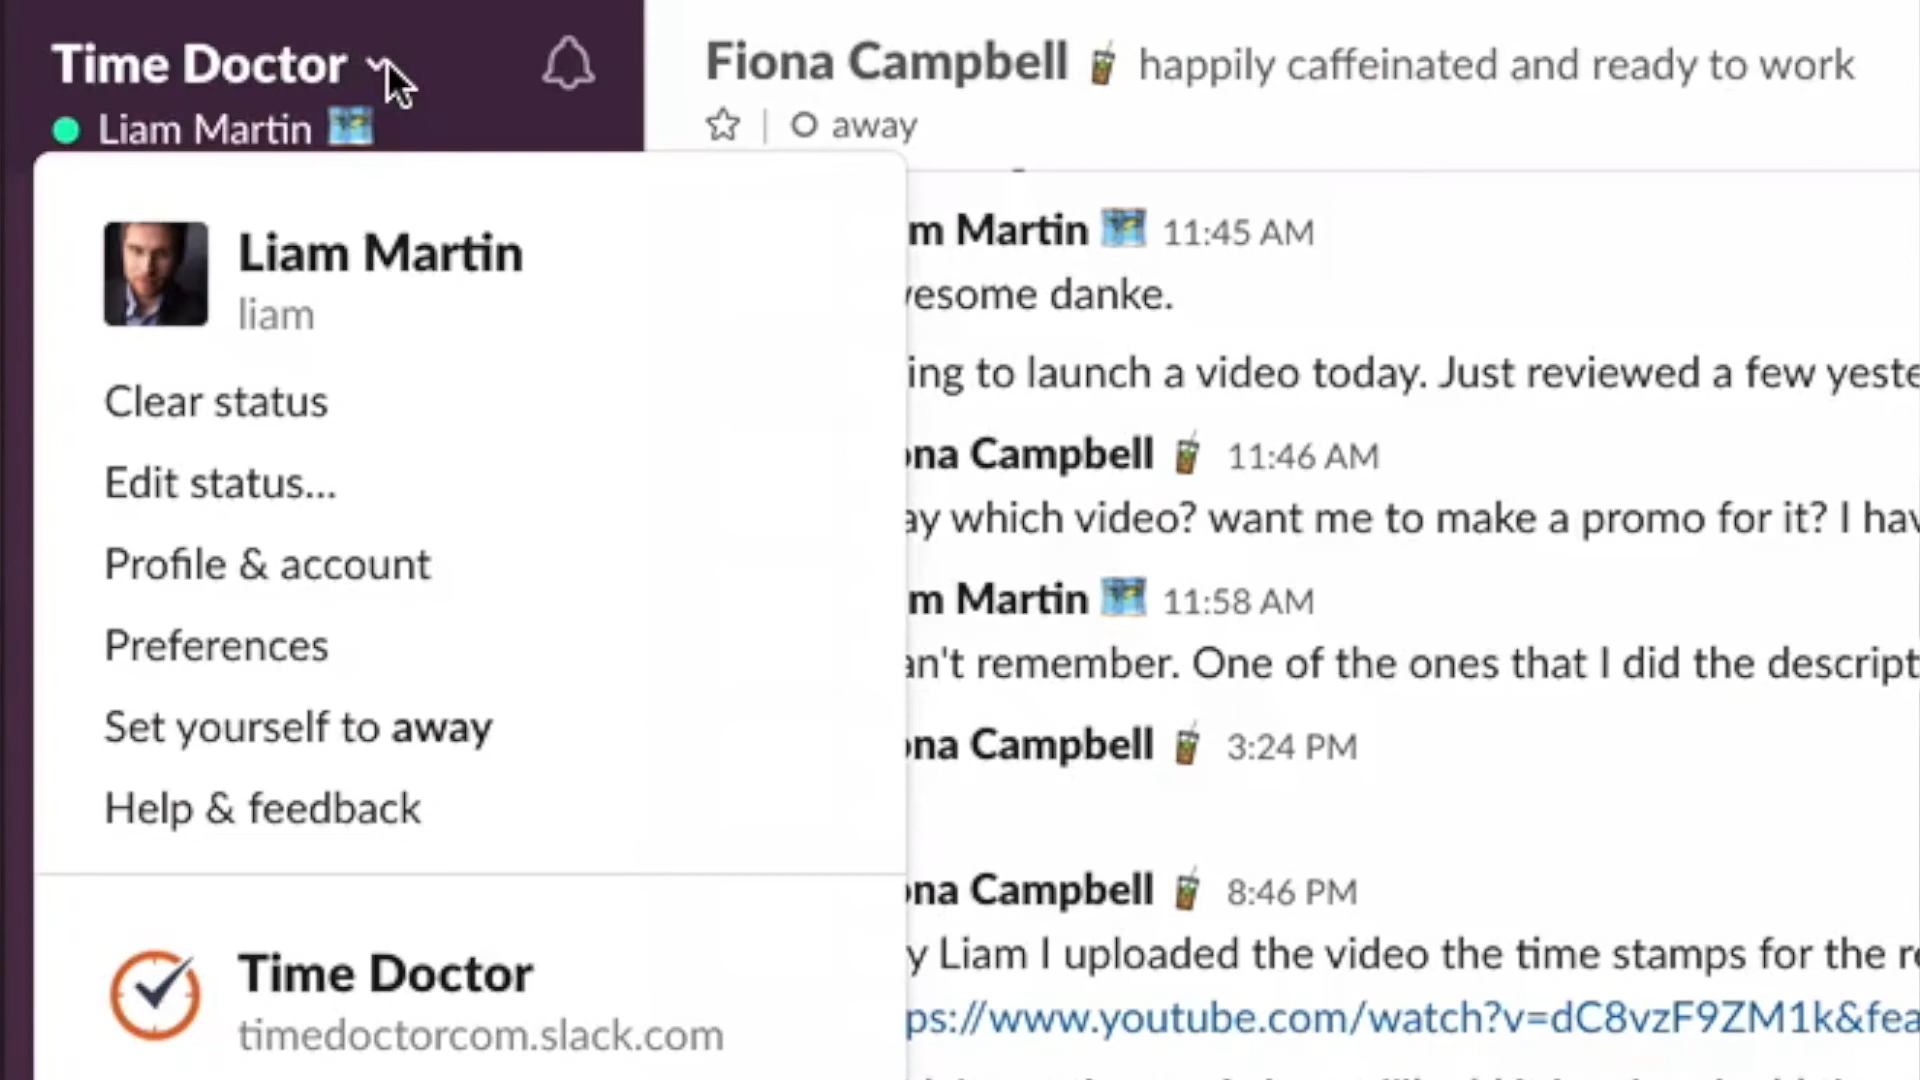 Time Doctor
Liam Martin
Liam Martin
liam
Clear status
Edit status...
Profile & account
Preferences
Set yourself to away
Help & feedback
Time Doctor
timedoctorcom.slack.com
Fiona Campbell happily caffeinated and ready to work
away
m Martin 11:45 AM
esome danke.
ing to launch a video today. Just reviewed a few yeste
na Campbell 11:46 AM
ay which video? want me to make a promo for it? I hav
m Martin 11:58 AM
an't remember. One of the ones that I did the descript
na Campbell 3:24 PM
na Campbell 8:46 PM
y Liam I uploaded the video the time stamps for the r
ps://www.youtube.com/watch?v=dC8vzF9ZM1k&fea